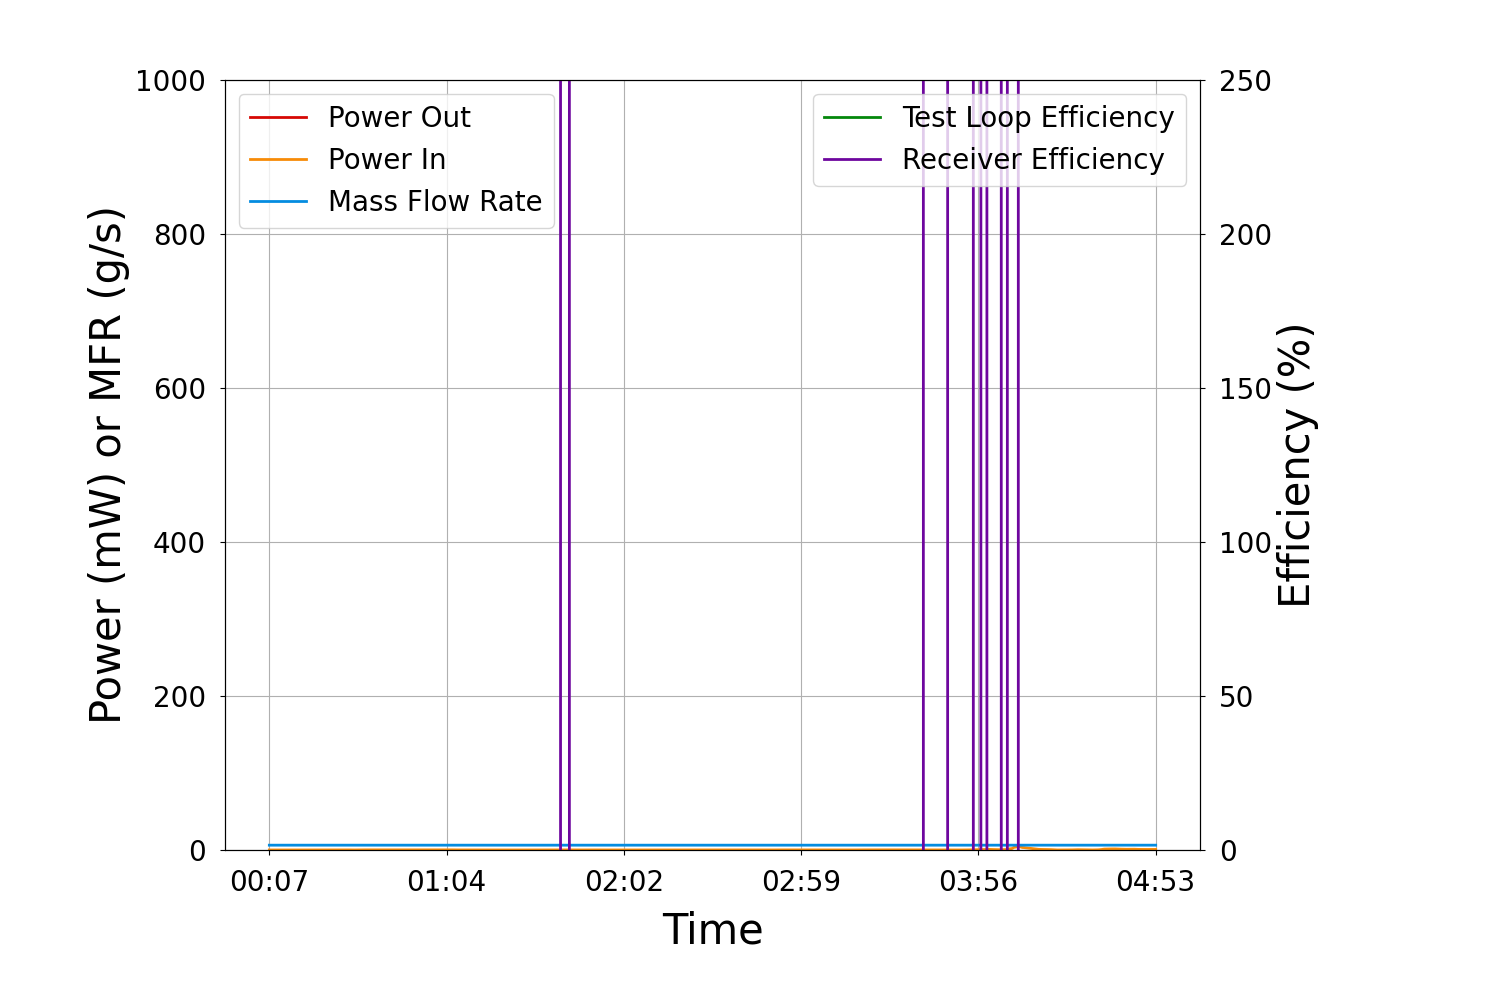 Power (mW) or MFR (g/s)
1000
800
600
400
200
0
Power Out
Power In
Mass Flow Rate
Test Loop Efficiency
Receiver Efficiency
250
200
150
100
50
0
Efficiency (%)
00:07 01:04 02:02 02:59 03:56 04:53
Time